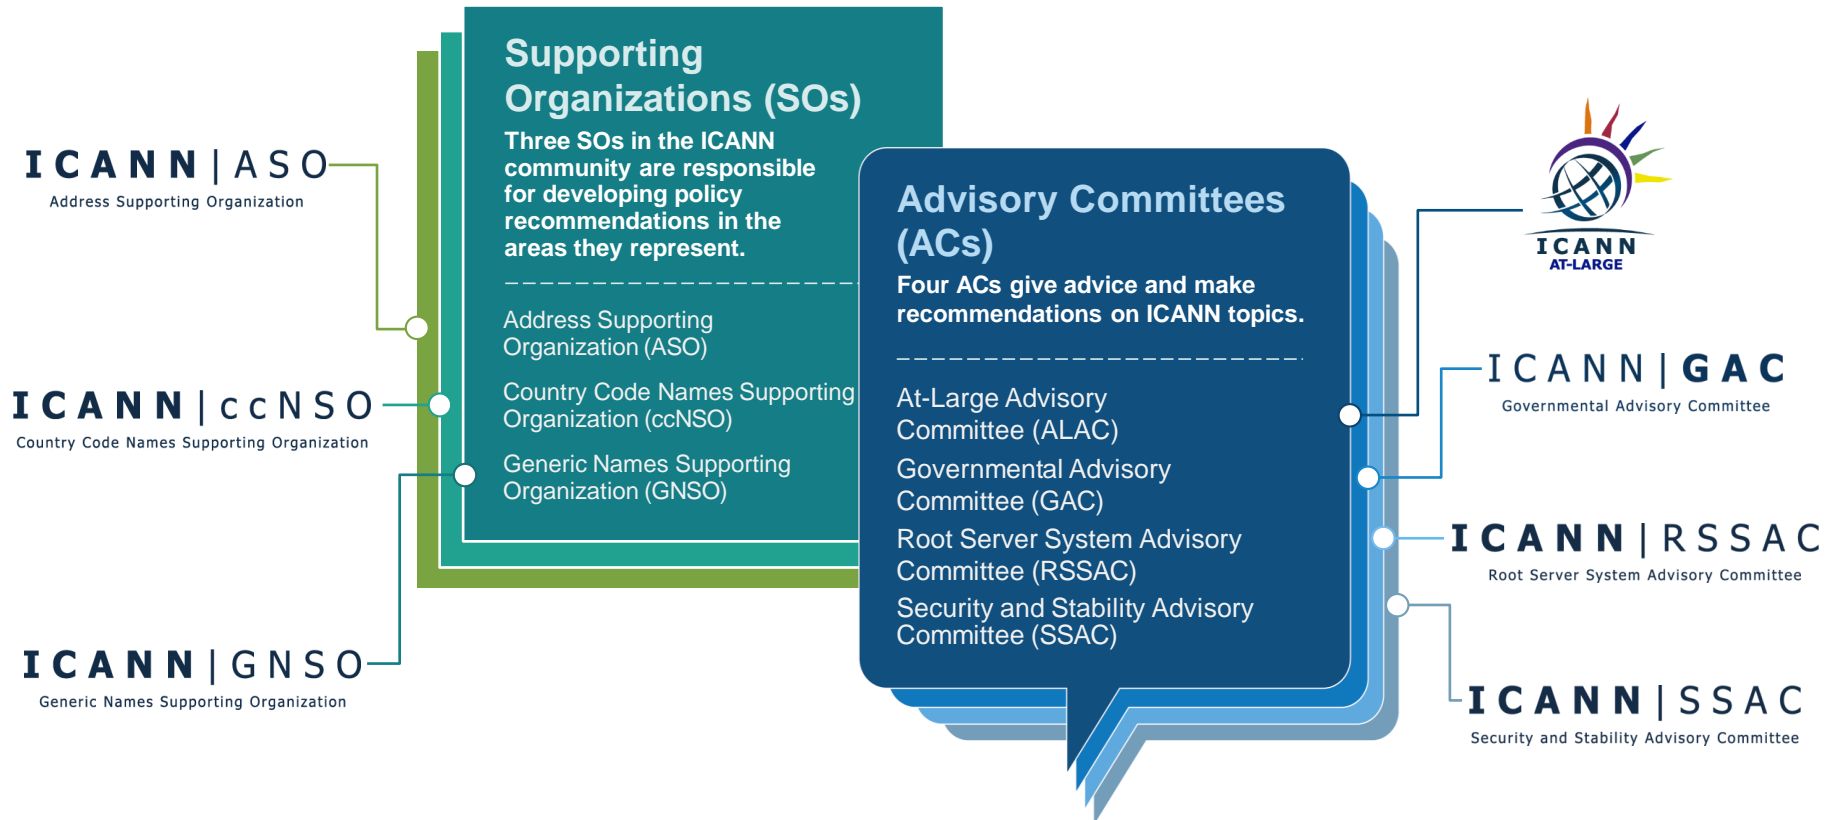 ICANN|ASO
Address Supporting Organization
ICANN|ccNSO
Country Code Names Supporting Organization
ICANN|GNSO
Generic Names Supporting Organization
Supporting
Organizations (SOs)
Three SOs in the ICANN
community are responsible
for developing policy
recommendations in the
areas they represent.
Address Supporting
Organization (ASO)
Country Code Names Supporting
Organization (ccNSO)
Generic Names Supporting
Organization (GNSO)
Advisory Committees
(ACs)
Four ACs give advice and make
recommendations on ICANN topics.
At-Large Advisory
Committee (ALAC)
Governmental Advisory
Committee (GAC)
Root Server System Advisory
Committee (RSSAC)
Security and Stability Advisory
Committee (SSAC)
ICANN
AT-LARGE
ICANN|GAC
Governmental Advisory Committee
ICANN|RSSAC
Root Server System Advisory Committee
ICANN|SSAC
Security and Stability Advisory Committee